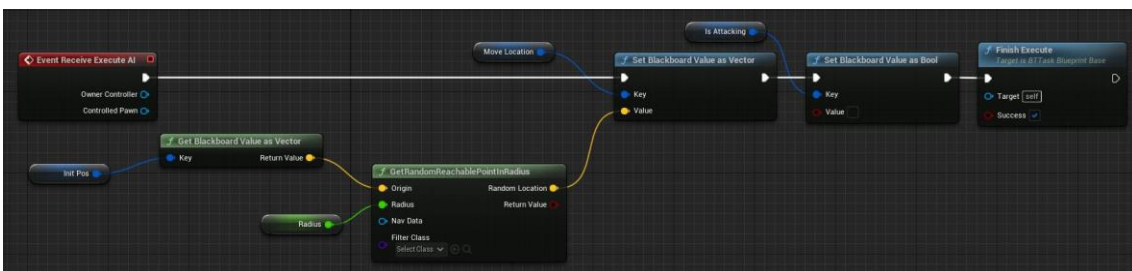 Event Receive Execute AI
Owner Controller
Controlled Pawn
Init Pos
Get Blackboard Value as Vector
Key
Return Value
Radius
GetRandomReachablePointInRadius
Origin
Random Location
Radius
Return Value
Nav Data
Filter Class
Select Class
Move Location
Set Blackboard Value as Vector
Key
Value
Is Attacking
Set Blackboard Value as Bool
Key
Value
Finish Execute
Target is BTTask Blueprint Base
Target self
Success